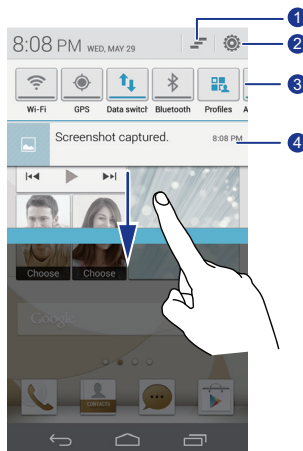 1
8:08 PM WED, MAY 29
2
3
Wi-Fi GPS Data switch Bluetooth Profiles A
Screenshot captured. 8:08 PM 4
Choose Choose
Google
CONTACTS